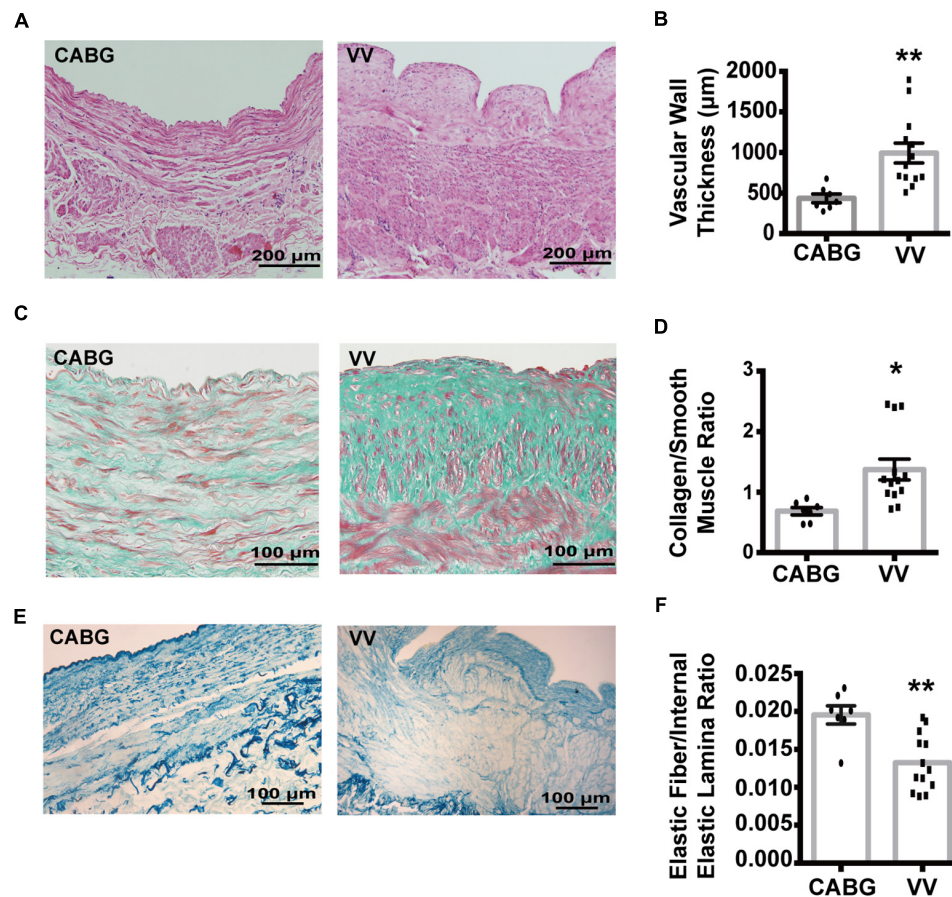 A
CABG
200 µm
VV
200 µm
B
Vascular Wall
Thickness (µm)
2000
1500
1000
500
0
**
CABG
VV
C
CABG
100 µm
VV
100 µm
D
Collagen/Smooth
Muscle Ratio
3
2
1
0
*
CABG
VV
E
CABG
100 µm
VV
100 µm
F
Elastic Fiber/Internal
Elastic Lamina Ratio
0.025
0.020
0.015
0.010
0.005
0.000
**
CABG
VV